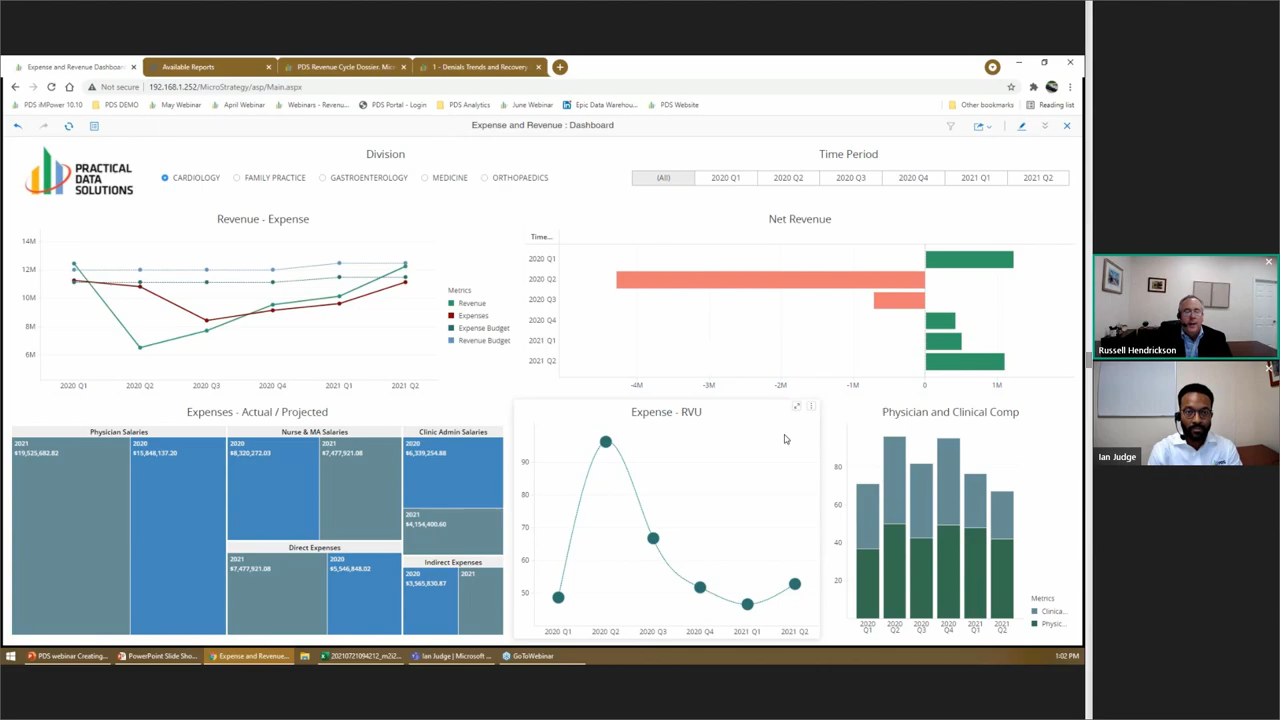 Expense and Revenue Dashboar
Available Reports
PDS Revenue Cycle Dossier. Mic
1 - Denials Trends and Recovery
Not secure
192.168.1.252/MicroStrategy/asp/Main.aspx
PDS iMPower 10.10
PDS DEMO
May Webinar
April Webinar
Webinars - Revenu...
PDS Portal - Login
PDS Analytics
June Webinar
Epic Data Warehou...
PDS Website
Other bookmarks
Reading list
Expense and Revenue : Dashboard
PRACTICAL
DATA
SOLUTIONS
Division
CARDIOLOGY
FAMILY PRACTICE
GASTROENTEROLOGY
MEDICINE
ORTHOPAEDICS
Time Period
(All)
2020 Q1
2020 Q2
2020 Q3
2020 Q4
2021 Q1
2021 Q2
Revenue - Expense
14M
12M
10M
8M
6M
2020 Q1
2020 Q2
2020 Q3
2020 Q4
2021 Q1
2021 Q2
Metrics
Revenue
Expenses
Expense Budget
Revenue Budget
Net Revenue
Time...
2020 Q1
2020 Q2
2020 Q3
2020 Q4
2021 Q1
2021 Q2
-4M
-3M
-2M
-1M
0
1M
Russell Hendrickson
Ian Judge
Expenses - Actual / Projected
Physician Salaries
2021
$19,525,682.82
2020
$15,848,137.20
Nurse & MA Salaries
2020
$8,320,272.03
2021
$7,477,921.08
Clinic Admin Salaries
2020
$6,339,254.88
2021
$4,154,400.60
Direct Expenses
2021
$7,477,921.08
2020
$5,546,848.02
Indirect Expenses
2020
$3,565,830.87
2021
Expense - RVU
90
80
70
60
50
2020 Q1
2020 Q2
2020 Q3
2020 Q4
2021 Q1
2021 Q2
Physician and Clinical Comp
80
60
40
20
2020
Q1
2020
Q2
2020
Q3
2020
Q4
2021
Q1
2021
Q2
Metrics
Clinica...
Physic...
PDS webinar Creating...
PowerPoint Slide Sho...
Expense and Revenue...
20210721094212_m2i2...
Ian Judge | Microsoft ...
GoToWebinar
1:02 PM